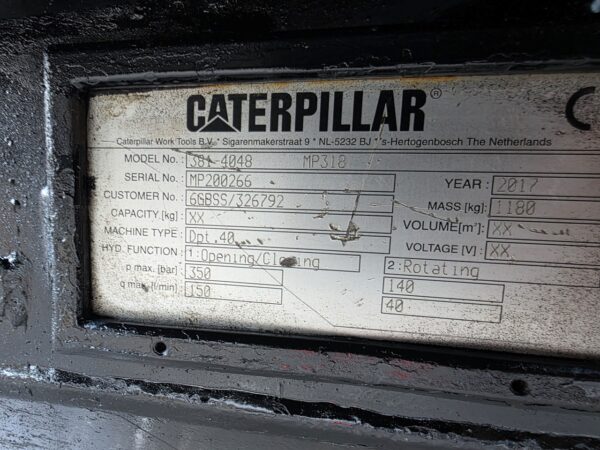 CATERPILLAR®
CE
Caterpillar Work Tools B.V. * Sigarenmakerstraat 9 * NL-5232 BJ * 's-Hertogenbosch The Netherlands
MODEL No. : 381-4048 MP318
SERIAL No. : MP200266 YEAR : 2017
CUSTOMER No. : 6GBSS/326792 MASS [kg] : 1180
CAPACITY [kg] : XX VOLUME[m³] : XX
MACHINE TYPE : Dpt.40 VOLTAGE [V] : XX
HYD. FUNCTION : 1 : Opening/Closing 2 : Rotating
p max. [bar] : 350 140
q max. [l/min] : 150 40